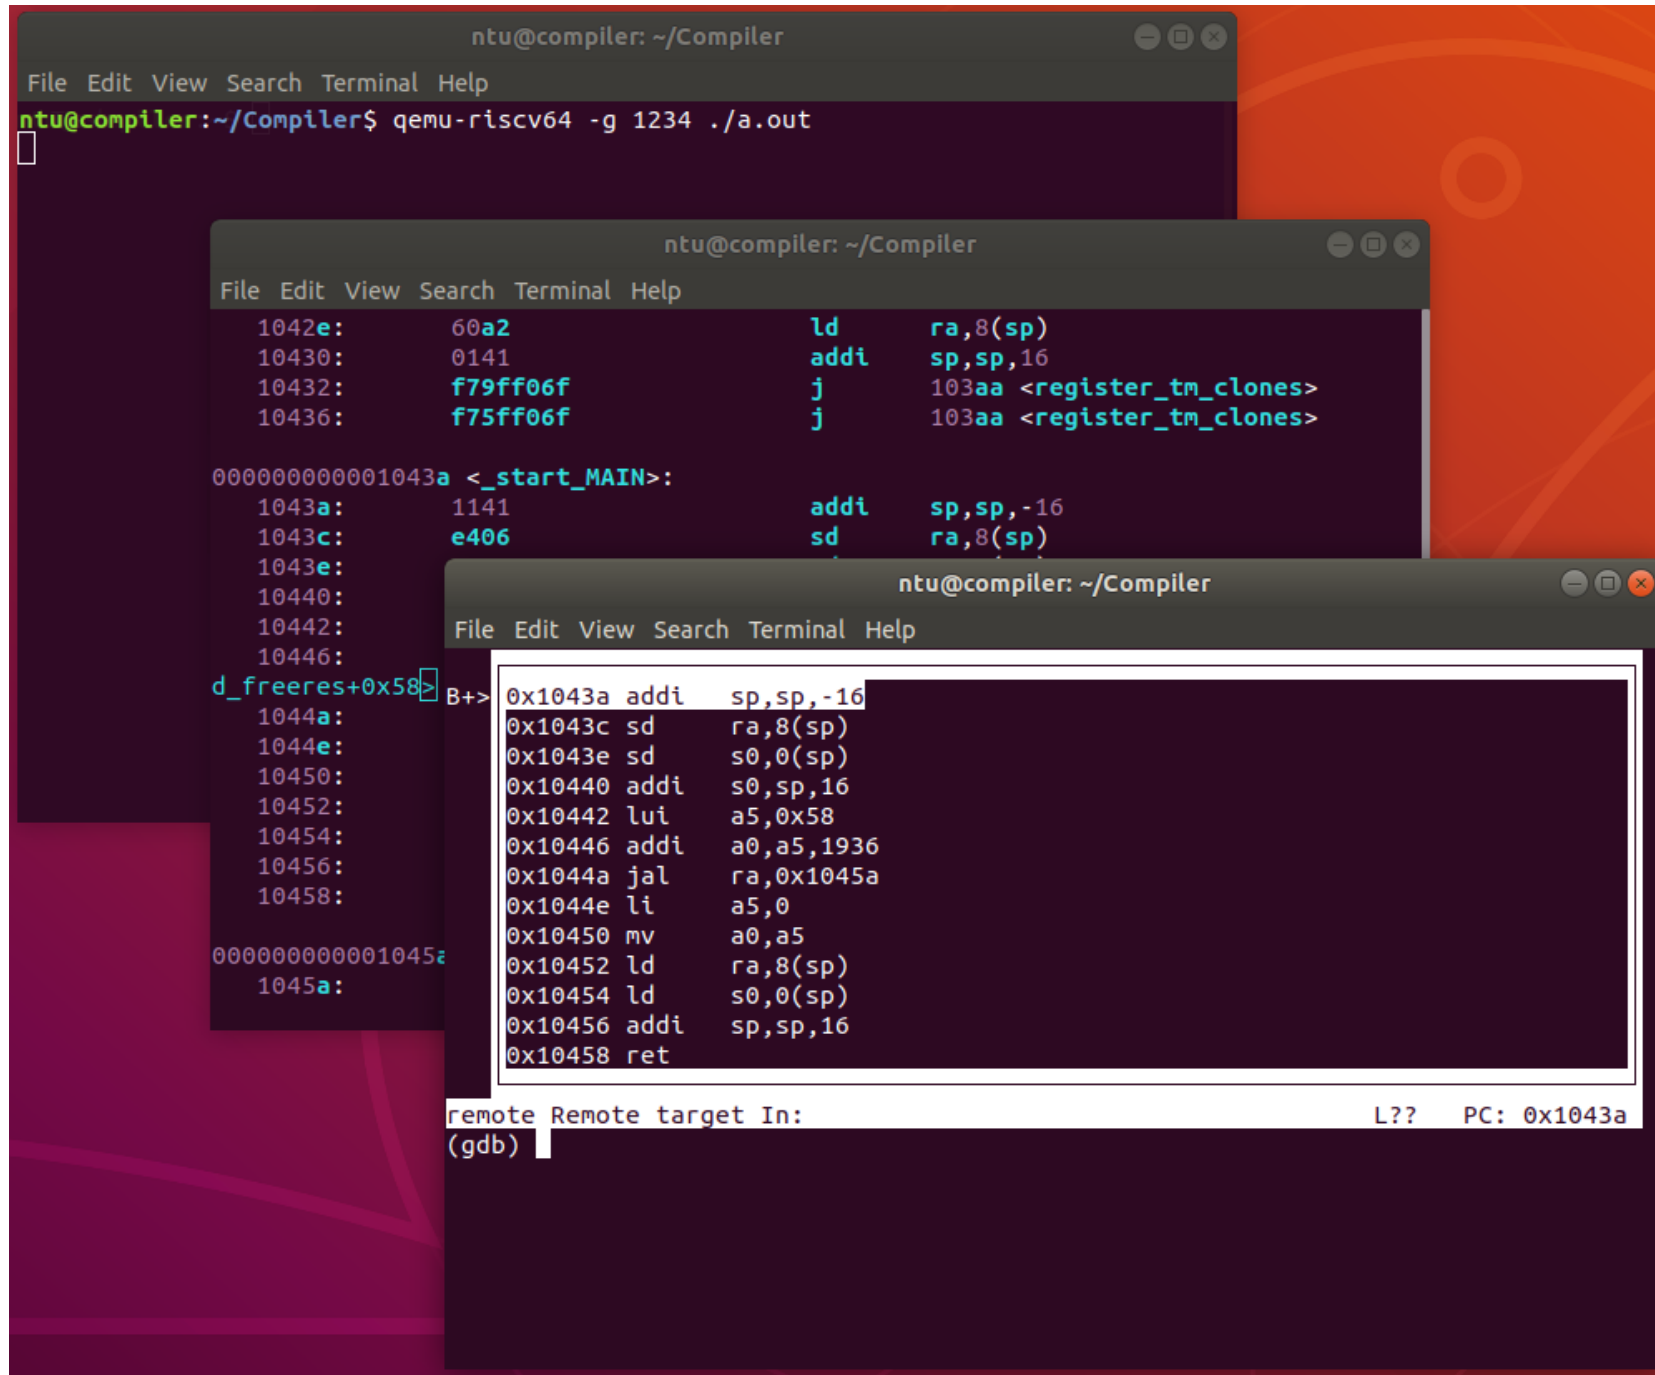 ntu@compiler: ~/Compiler
File Edit View Search Terminal Help
ntu@compiler:~/Compiler$ qemu-riscv64 -g 1234 ./a.out
ntu@compiler: ~/Compiler
File Edit View Search Terminal Help
1042e: 60a2 ld ra,8(sp)
10430: 0141 addi sp,sp,16
10432: f79ff06f j 103aa <register_tm_clones>
10436: f75ff06f j 103aa <register_tm_clones>
000000000001043a <_start_MAIN>:
1043a: 1141 addi sp,sp,-16
1043c: e406 sd ra,8(sp)
1043e:
10440:
10442:
10446:
d_freeres+0x58>
1044a:
1044e:
10450:
10452:
10454:
10456:
10458:
000000000001045a
1045a:
ntu@compiler: ~/Compiler
File Edit View Search Terminal Help
B+> 0x1043a addi sp,sp,-16
0x1043c sd ra,8(sp)
0x1043e sd s0,0(sp)
0x10440 addi s0,sp,16
0x10442 lui a5,0x58
0x10446 addi a0,a5,1936
0x1044a jal ra,0x1045a
0x1044e li a5,0
0x10450 mv a0,a5
0x10452 ld ra,8(sp)
0x10454 ld s0,0(sp)
0x10456 addi sp,sp,16
0x10458 ret
remote Remote target In: L?? PC: 0x1043a
(gdb)